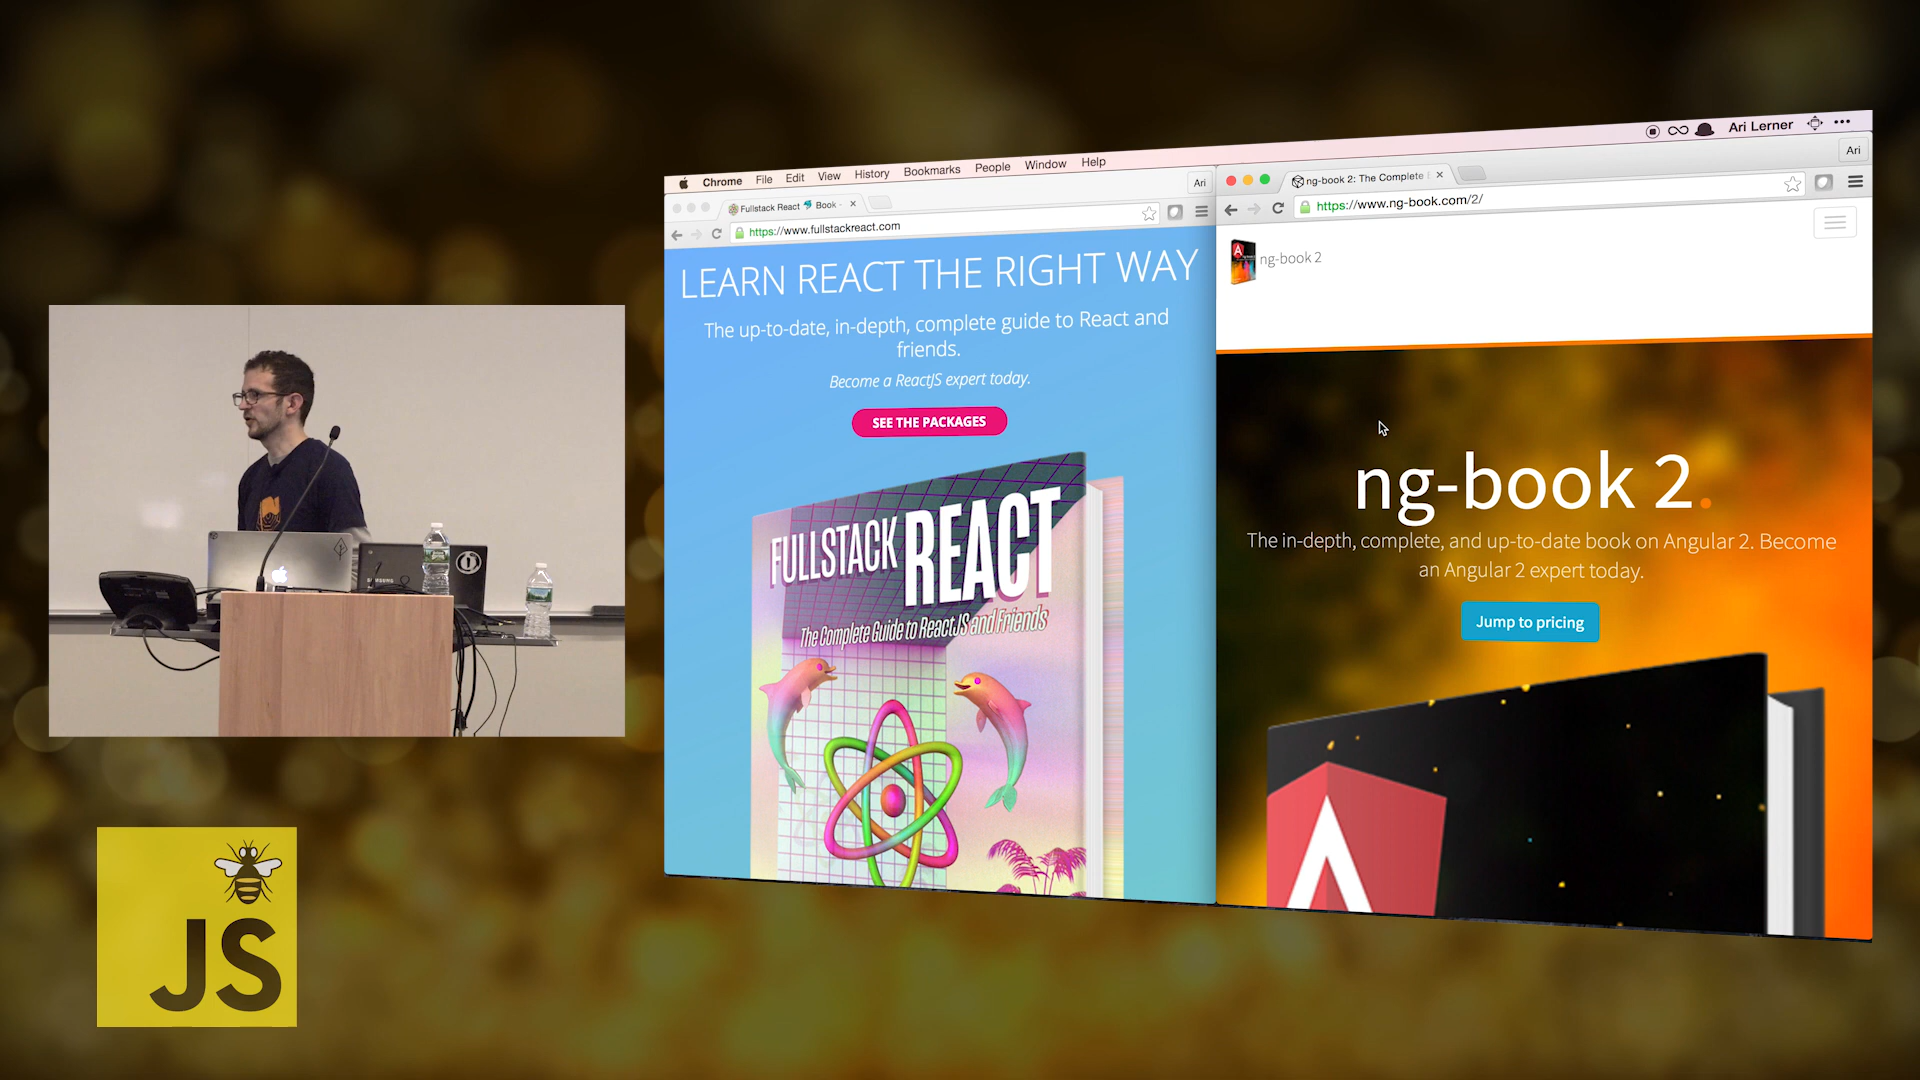 Chrome File Edit View History Bookmarks People Window Help
Ari Lerner
Ari
Fullstack React Book -
https://www.fullstackreact.com
LEARN REACT THE RIGHT WAY
The up-to-date, in-depth, complete guide to React and
friends.
Become a ReactJS expert today.
SEE THE PACKAGES
FULLSTACK REACT
The Complete Guide to ReactJS and Friends
Ari
ng-book 2: The Complete
https://www.ng-book.com/2/
ng-book 2
ng-book 2.
The in-depth, complete, and up-to-date book on Angular 2. Become
an Angular 2 expert today.
Jump to pricing
SAMSUNG
JS